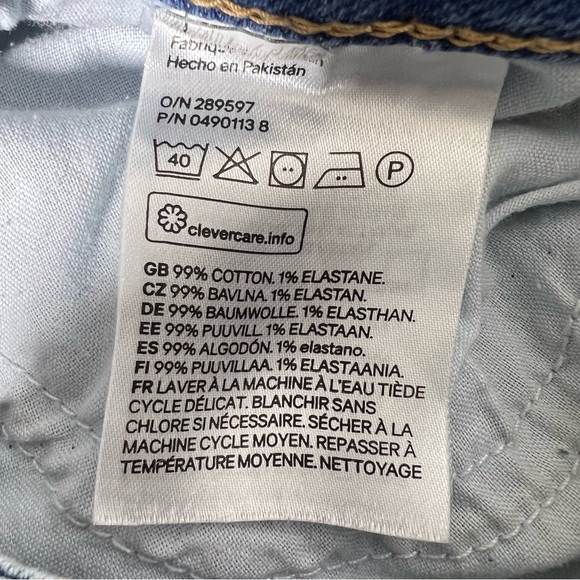 Hecho en Pakistán
O/N 289597
P/N 0490113 8
40 P
clevercare.info
GB 99% COTTON. 1% ELASTANE.
CZ 99% BAVLNA. 1% ELASTAN.
DE 99% BAUMWOLLE. 1% ELASTHAN.
EE 99% PUUVILL. 1% ELASTAAN.
ES 99% ALGODÓN. 1% elastano.
FI 99% PUUVILLAA. 1% ELASTAANIA.
FR LAVER À LA MACHINE À L'EAU TIÈDE
CYCLE DÉLICAT. BLANCHIR SANS
CHLORE SI NÉCESSAIRE. SÉCHER À LA
MACHINE CYCLE MOYEN. REPASSER À
TEMPÉRATURE MOYENNE. NETTOYAGE